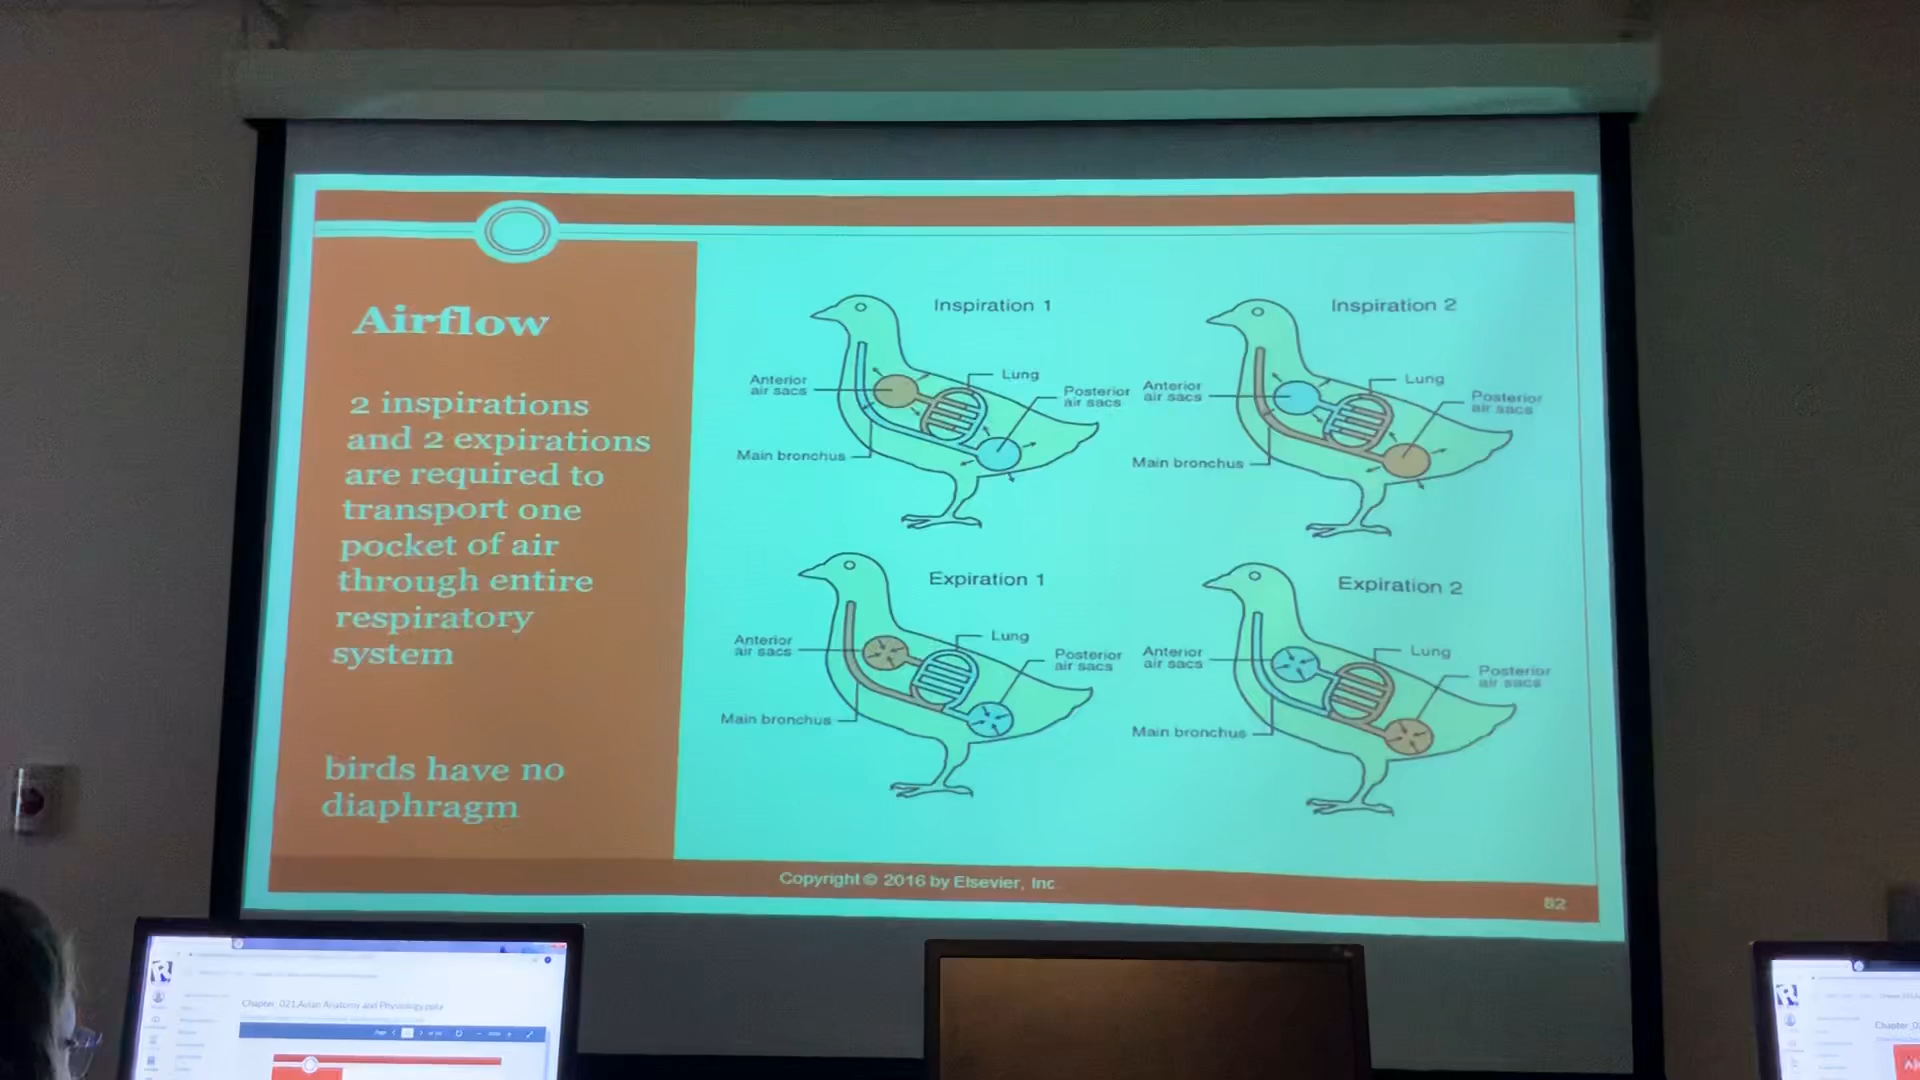 Airflow
2 inspirations
and 2 expirations
are required to
transport one
pocket of air
through entire
respiratory
system
birds have no
diaphragm
Inspiration 1
Anterior
air sacs
Lung
Posterior
air sacs
Main bronchus
Inspiration 2
Anterior
air sacs
Lung
Posterior
air sacs
Main bronchus
Expiration 1
Anterior
air sacs
Lung
Posterior
air sacs
Main bronchus
Expiration 2
Anterior
air sacs
Lung
Posterior
air sacs
Main bronchus
Copyright © 2016 by Elsevier, Inc.
82
Chapter_021.Avian Anatomy and Physiology.pptx
Page